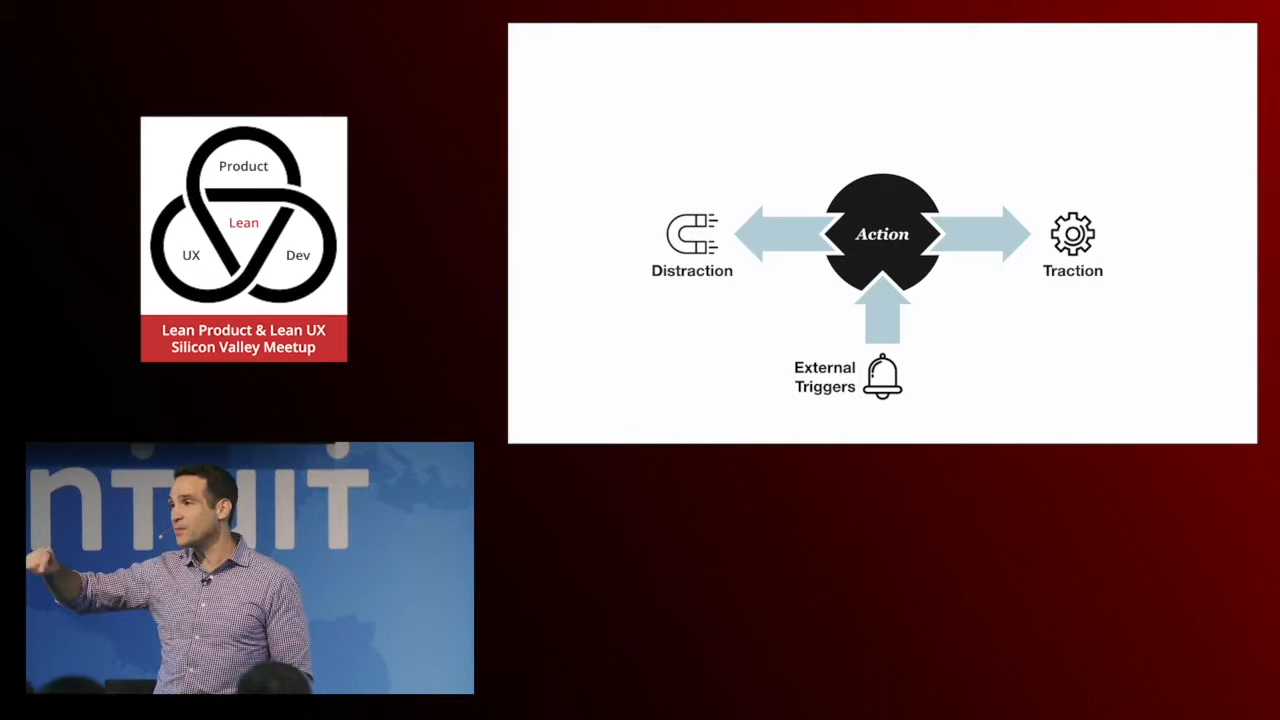 Product
Lean
UX
Dev
Lean Product & Lean UX
Silicon Valley Meetup
Action
Distraction
Traction
External
Triggers
ntuit